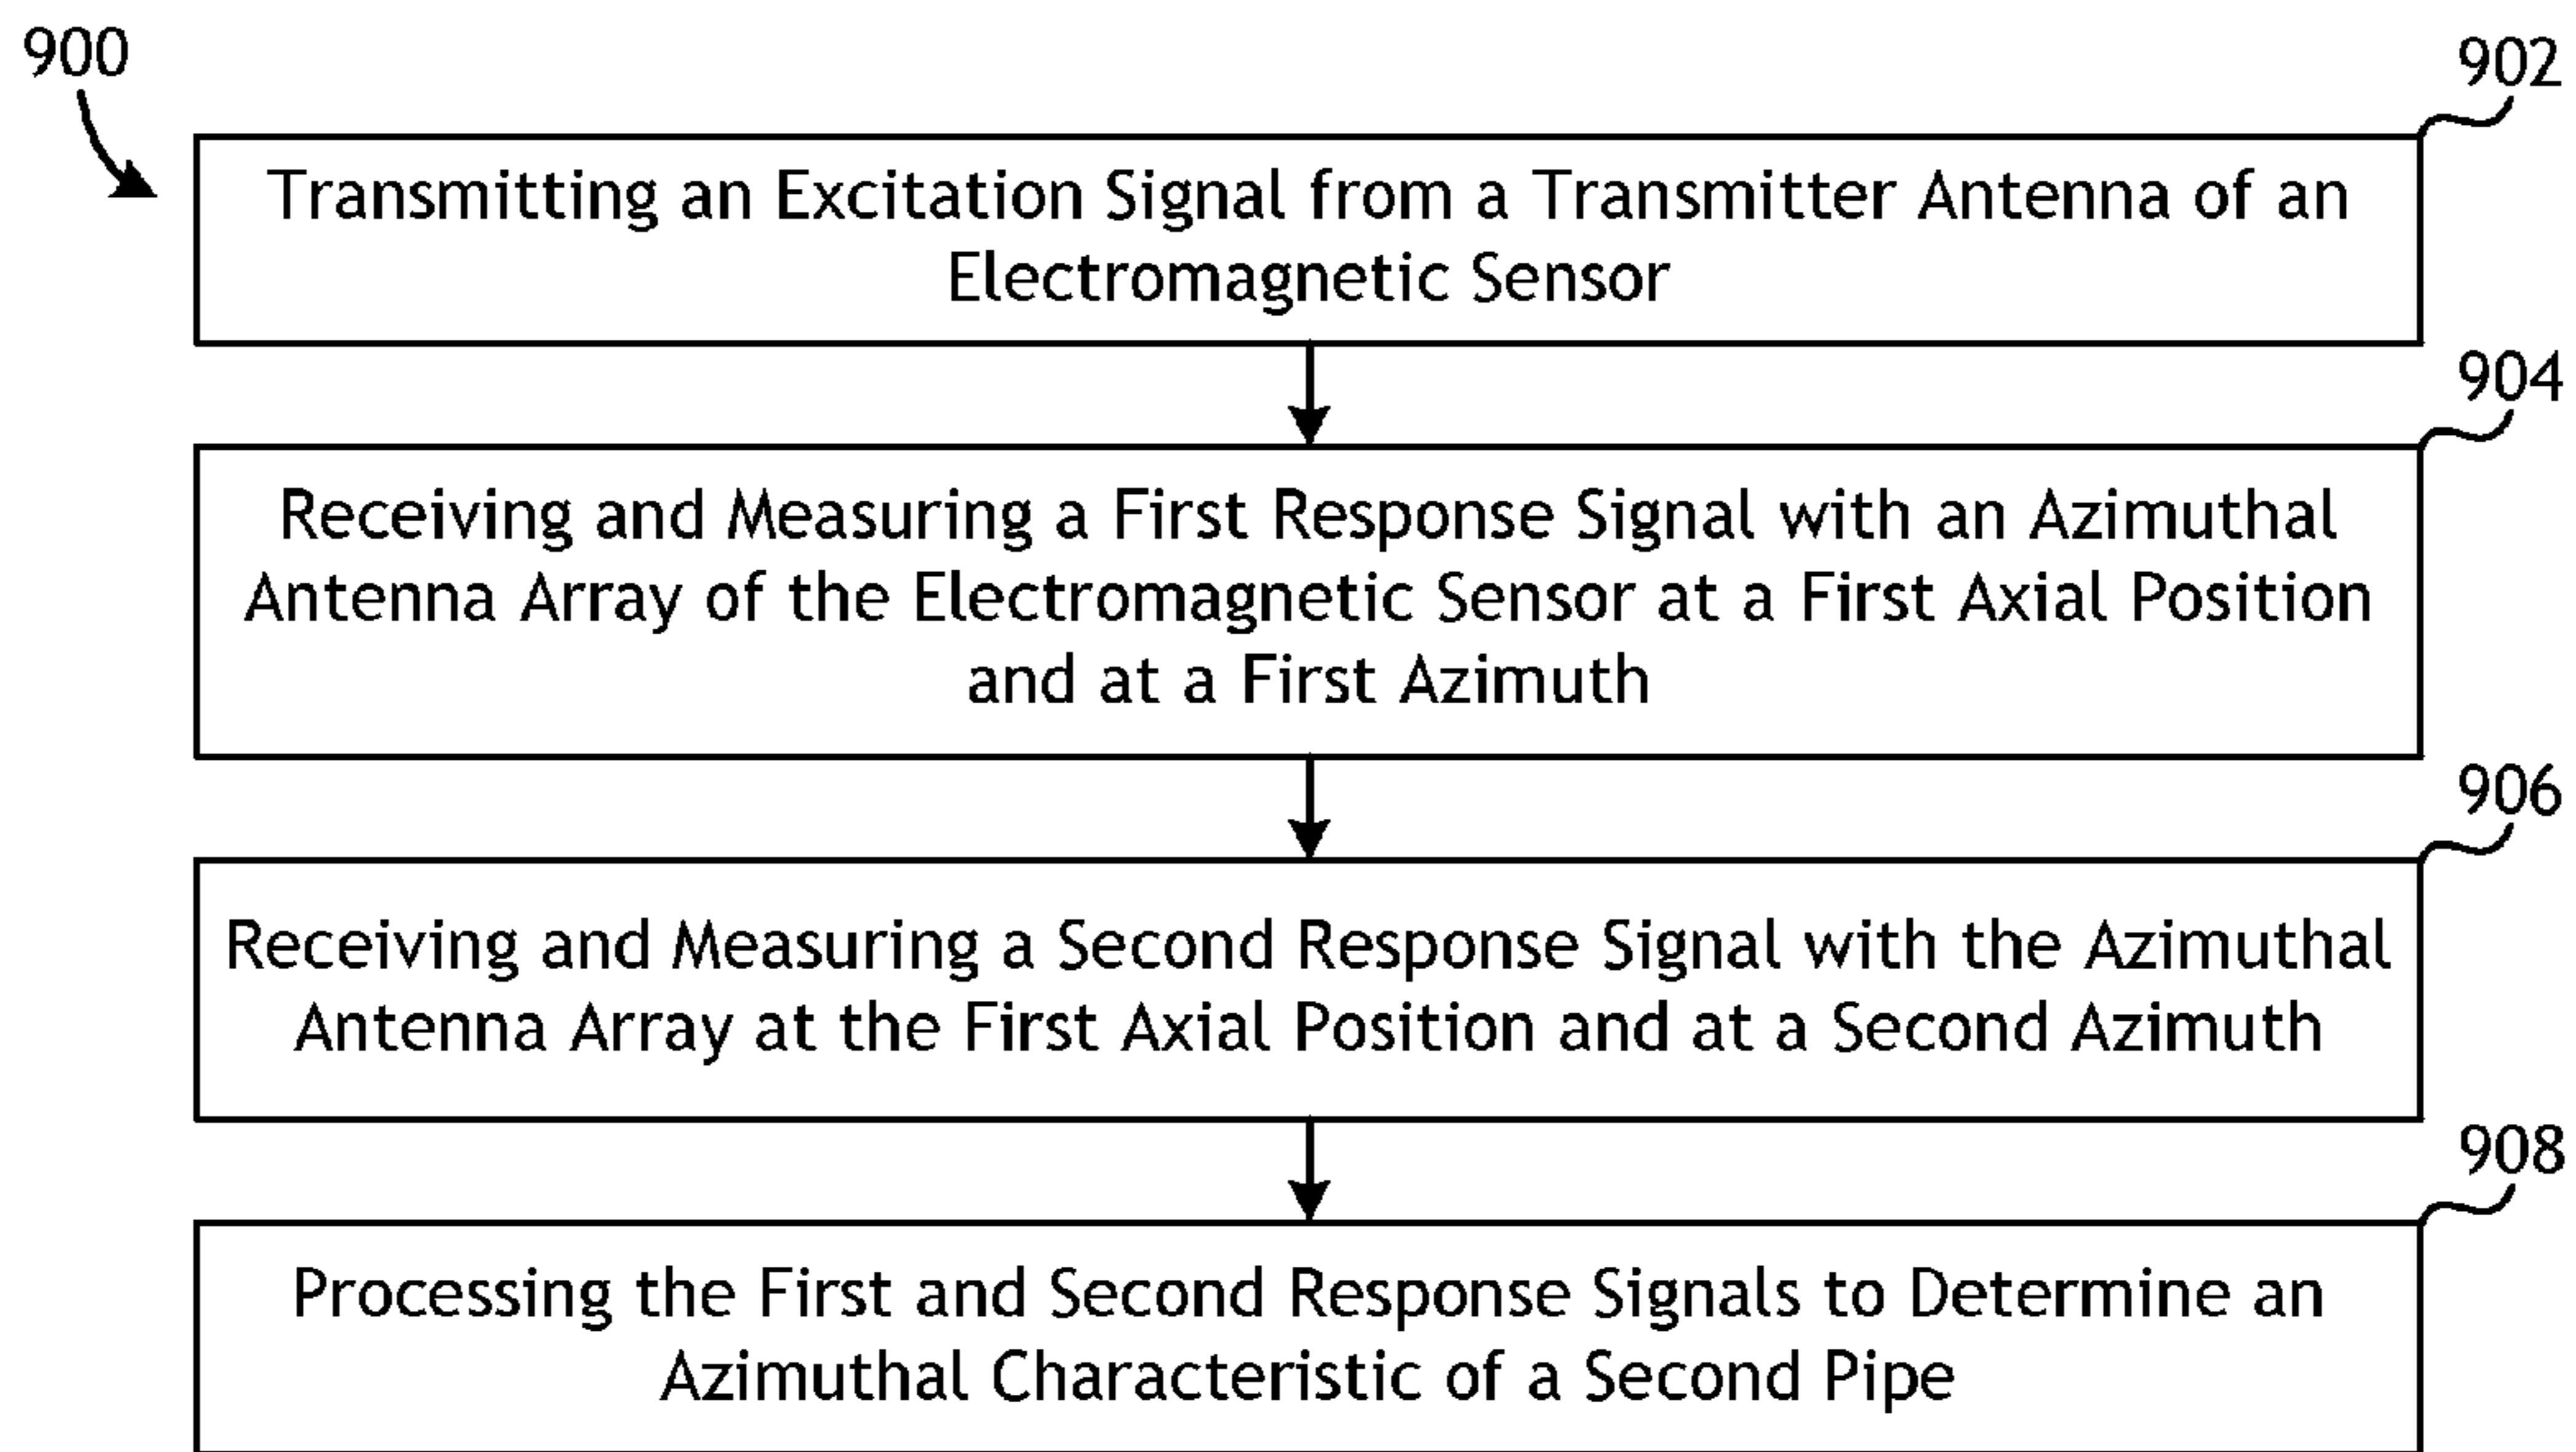 900
902
Transmitting an Excitation Signal from a Transmitter Antenna of an
Electromagnetic Sensor
904
Receiving and Measuring a First Response Signal with an Azimuthal
Antenna Array of the Electromagnetic Sensor at a First Axial Position
and at a First Azimuth
906
Receiving and Measuring a Second Response Signal with the Azimuthal
Antenna Array at the First Axial Position and at a Second Azimuth
908
Processing the First and Second Response Signals to Determine an
Azimuthal Characteristic of a Second Pipe